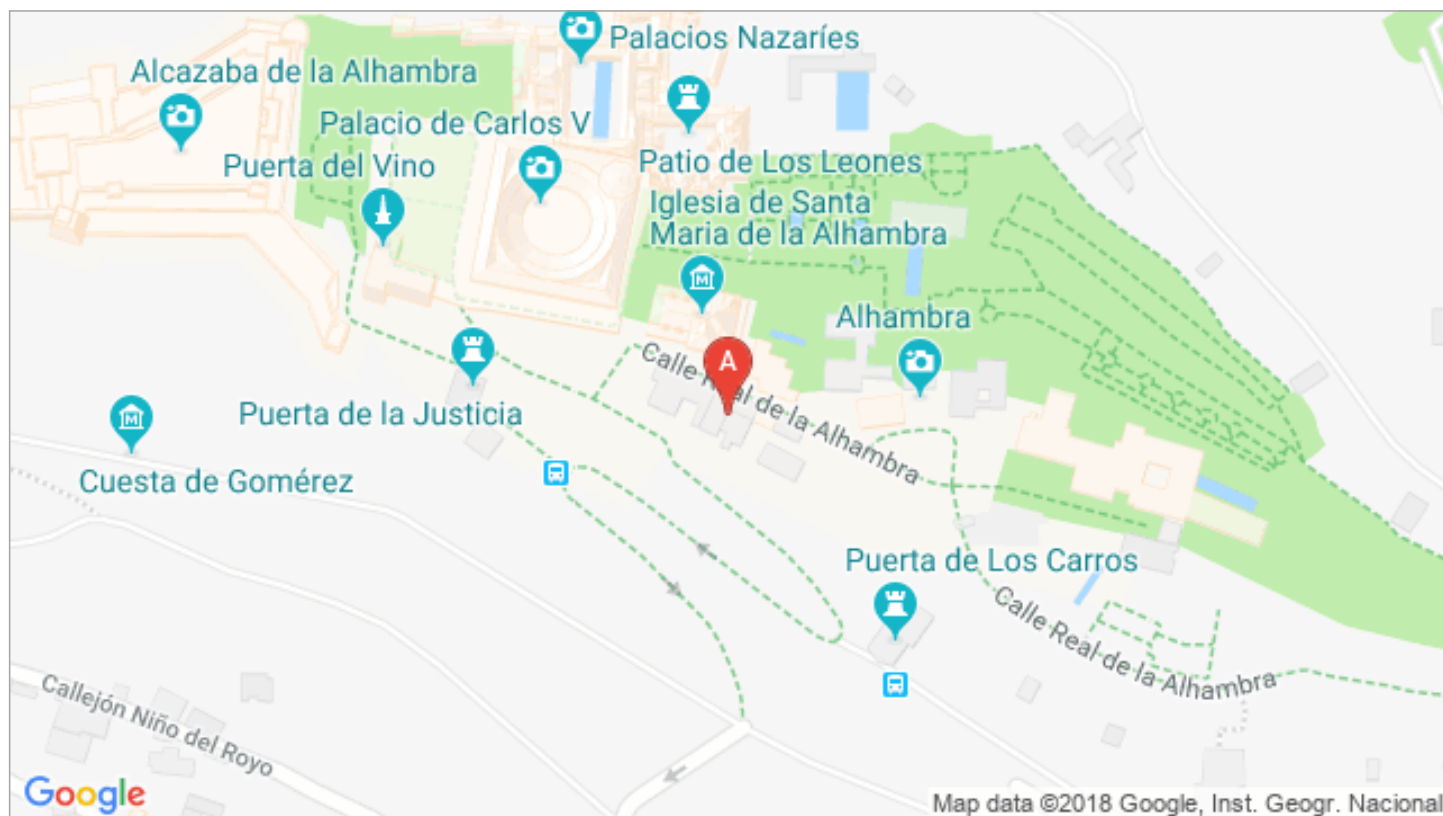 Palacios Nazaríes
Alcazaba de la Alhambra
Palacio de Carlos V
Puerta del Vino
Patio de Los Leones
Iglesia de Santa
Maria de la Alhambra
Alhambra
A
Calle Real de la Alhambra
Puerta de la Justicia
Cuesta de Gomérez
Puerta de Los Carros
Calle Real de la Alhambra
Callejón Niño del Royo
Google
Map data ©2018 Google, Inst. Geogr. Nacional